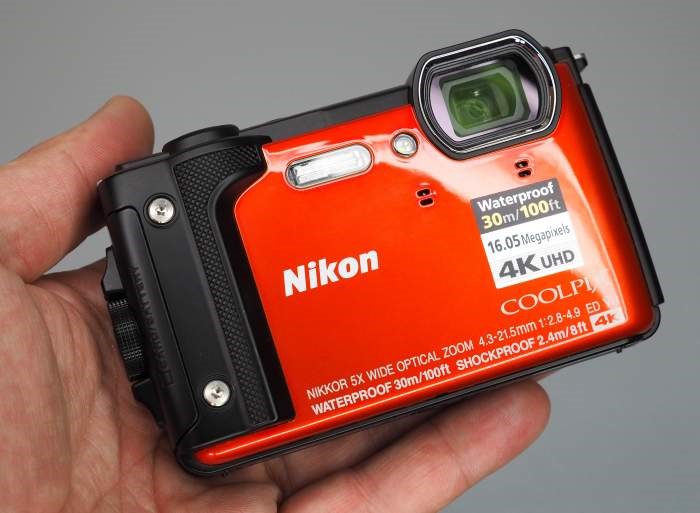 Waterproof
30m/100ft
16.05 Megapixels
4K UHD
Nikon
COOLPI
NIKKOR 5X WIDE OPTICAL ZOOM 4.3-21.5mm 1:2.8-4.9 ED
WATERPROOF 30m/100ft SHOCKPROOF 2.4m/8ft 4K